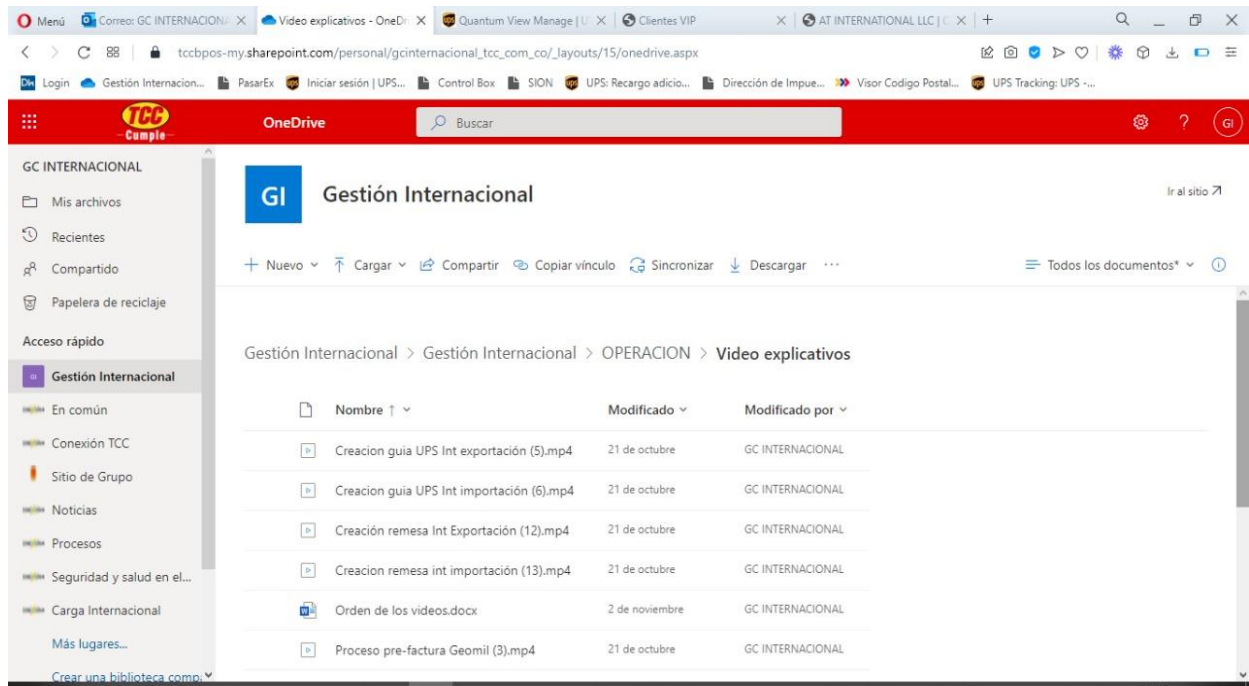 Menú
Correo: GC INTERNACIONA
Video explicativos - OneDri
Quantum View Manage | U
Clientes VIP
AT INTERNATIONAL LLC | C
tccbpos-my.sharepoint.com/personal/gcinternacional_tcc_com_co/_layouts/15/onedrive.aspx
Login Gestión Internacion... PasarEx Iniciar sesión | UPS... Control Box SION UPS: Recargo adicio... Dirección de Impue... Visor Codigo Postal... UPS Tracking: UPS -...
TCC
Cumple
OneDrive
Buscar
GI
GC INTERNACIONAL
Mis archivos
Recientes
Compartido
Papelera de reciclaje
Acceso rápido
Gestión Internacional
En común
Conexión TCC
Sitio de Grupo
Noticias
Procesos
Seguridad y salud en el...
Carga Internacional
Más lugares...
Crear una biblioteca comp.
GI
Gestión Internacional
Ir al sitio
Nuevo Cargar Compartir Copiar vínculo Sincronizar Descargar ... Todos los documentos*
Gestión Internacional > Gestión Internacional > OPERACION > Video explicativos
Nombre ↑ Modificado Modificado por
Creacion guia UPS Int exportación (5).mp4 21 de octubre GC INTERNACIONAL
Creacion guia UPS Int importación (6).mp4 21 de octubre GC INTERNACIONAL
Creación remesa Int Exportación (12).mp4 21 de octubre GC INTERNACIONAL
Creacion remesa int importación (13).mp4 21 de octubre GC INTERNACIONAL
Orden de los videos.docx 2 de noviembre GC INTERNACIONAL
Proceso pre-factura Geomil (3).mp4 21 de octubre GC INTERNACIONAL